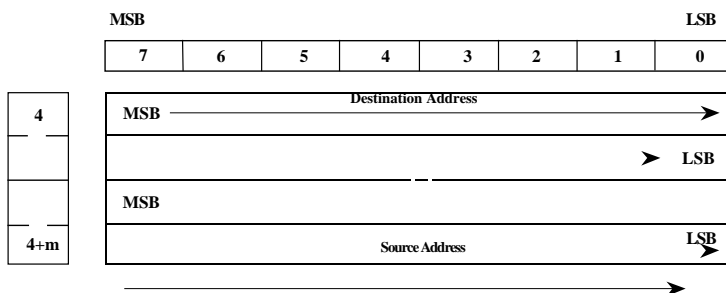 MSB LSB
7 6 5 4 3 2 1 0
Destination Address
4 MSB
LSB
MSB
LSB
4+m Source Address